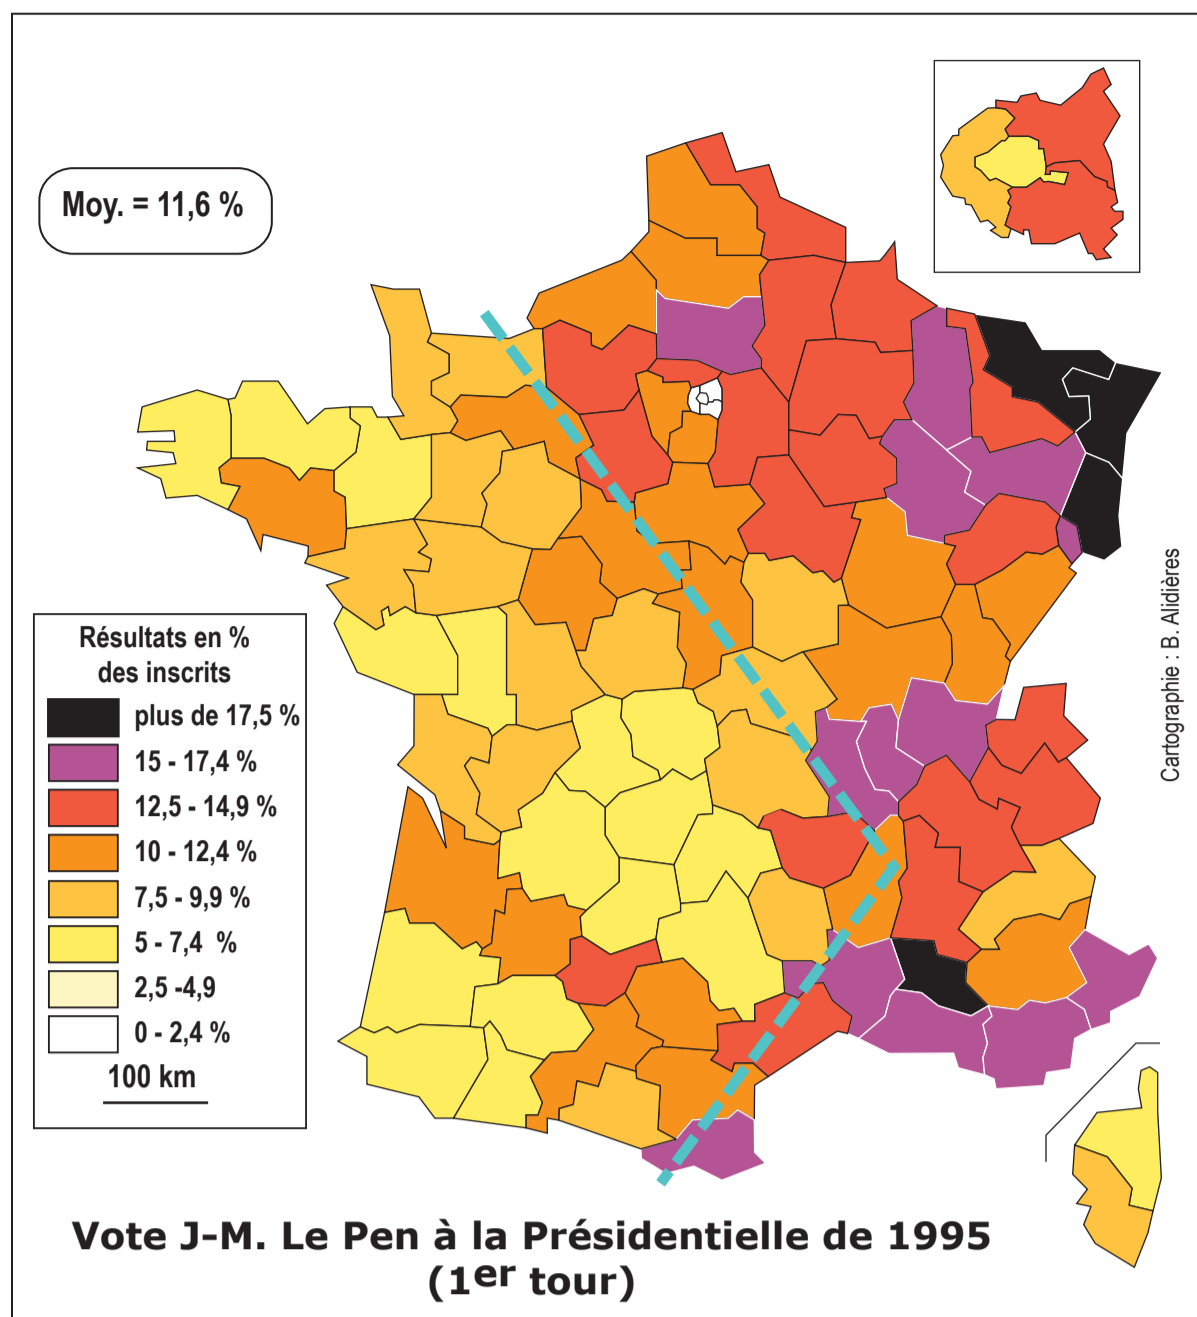 Moy. = 11,6 %
Résultats en %
des inscrits
plus de 17,5 %
15 - 17,4 %
12,5 - 14,9 %
10 - 12,4 %
7,5 - 9,9 %
5 - 7,4 %
2,5 -4,9
0 - 2,4 %
100 km
Cartographie : B. Alidières
Vote J-M. Le Pen à la Présidentielle de 1995
(1er tour)